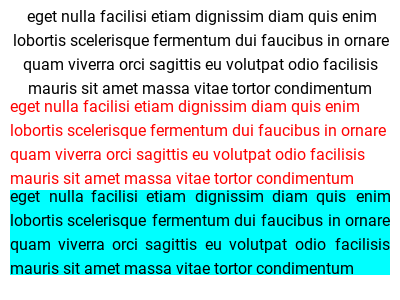 eget nulla facilisi etiam dignissim diam quis enim
lobortis scelerisque fermentum dui faucibus in ornare
quam viverra orci sagittis eu volutpat odio facilisis
mauris sit amet massa vitae tortor condimentum
eget nulla facilisi etiam dignissim diam quis enim
lobortis scelerisque fermentum dui faucibus in ornare
quam viverra orci sagittis eu volutpat odio facilisis
mauris sit amet massa vitae tortor condimentum
eget nulla facilisi etiam dignissim diam quis enim
lobortis scelerisque fermentum dui faucibus in ornare
quam viverra orci sagittis eu volutpat odio facilisis
mauris sit amet massa vitae tortor condimentum